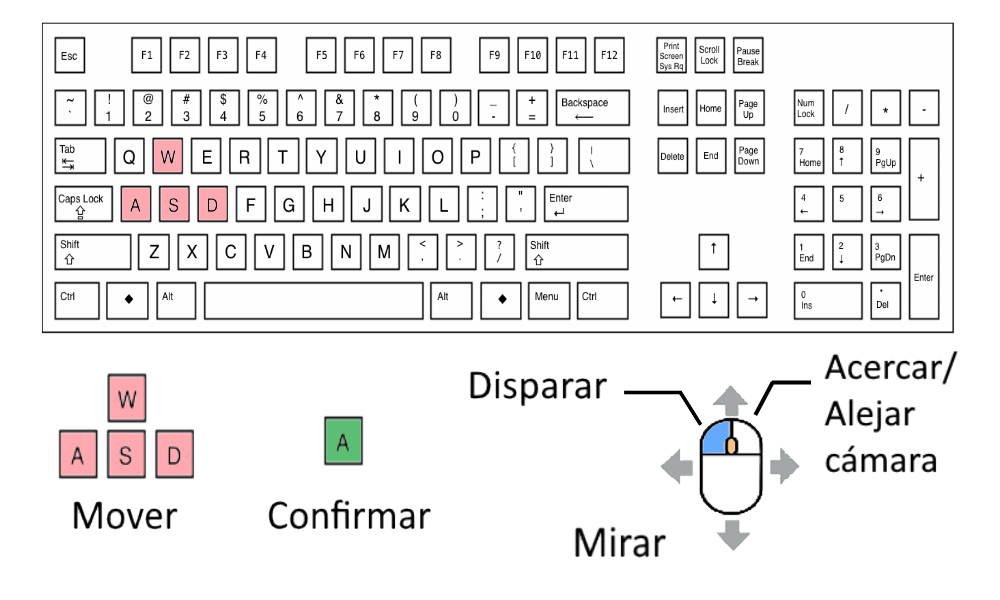 Esc F1 F2 F3 F4 F5 F6 F7 F8 F9 F10 F11 F12 Print Screen Sys Rq Scroll Lock Pause Break
~ ` ! 1 @ 2 # 3 $ 4 % 5 ^ 6 & 7 * 8 ( 9 ) 0 _ - + = Backspace ← Insert Home Page Up Num Lock / * -
Tab Q W E R T Y U I O P { [ } ] | \ Delete End Page Down 7 Home 8 ↑ 9 PgUp +
Caps Lock A S D F G H J K L : ; " ' Enter ↵ 4 ← 5 6 →
Shift ⇧ Z X C V B N M < , > . ? / Shift ⇧ ↑ 1 End 2 ↓ 3 PgDn Enter
Ctrl ◆ Alt Alt ◆ Menu Ctrl ← ↓ → 0 Ins . Del
W
A S D
Mover
A
Confirmar
Disparar
Acercar/
Alejar
cámara
Mirar